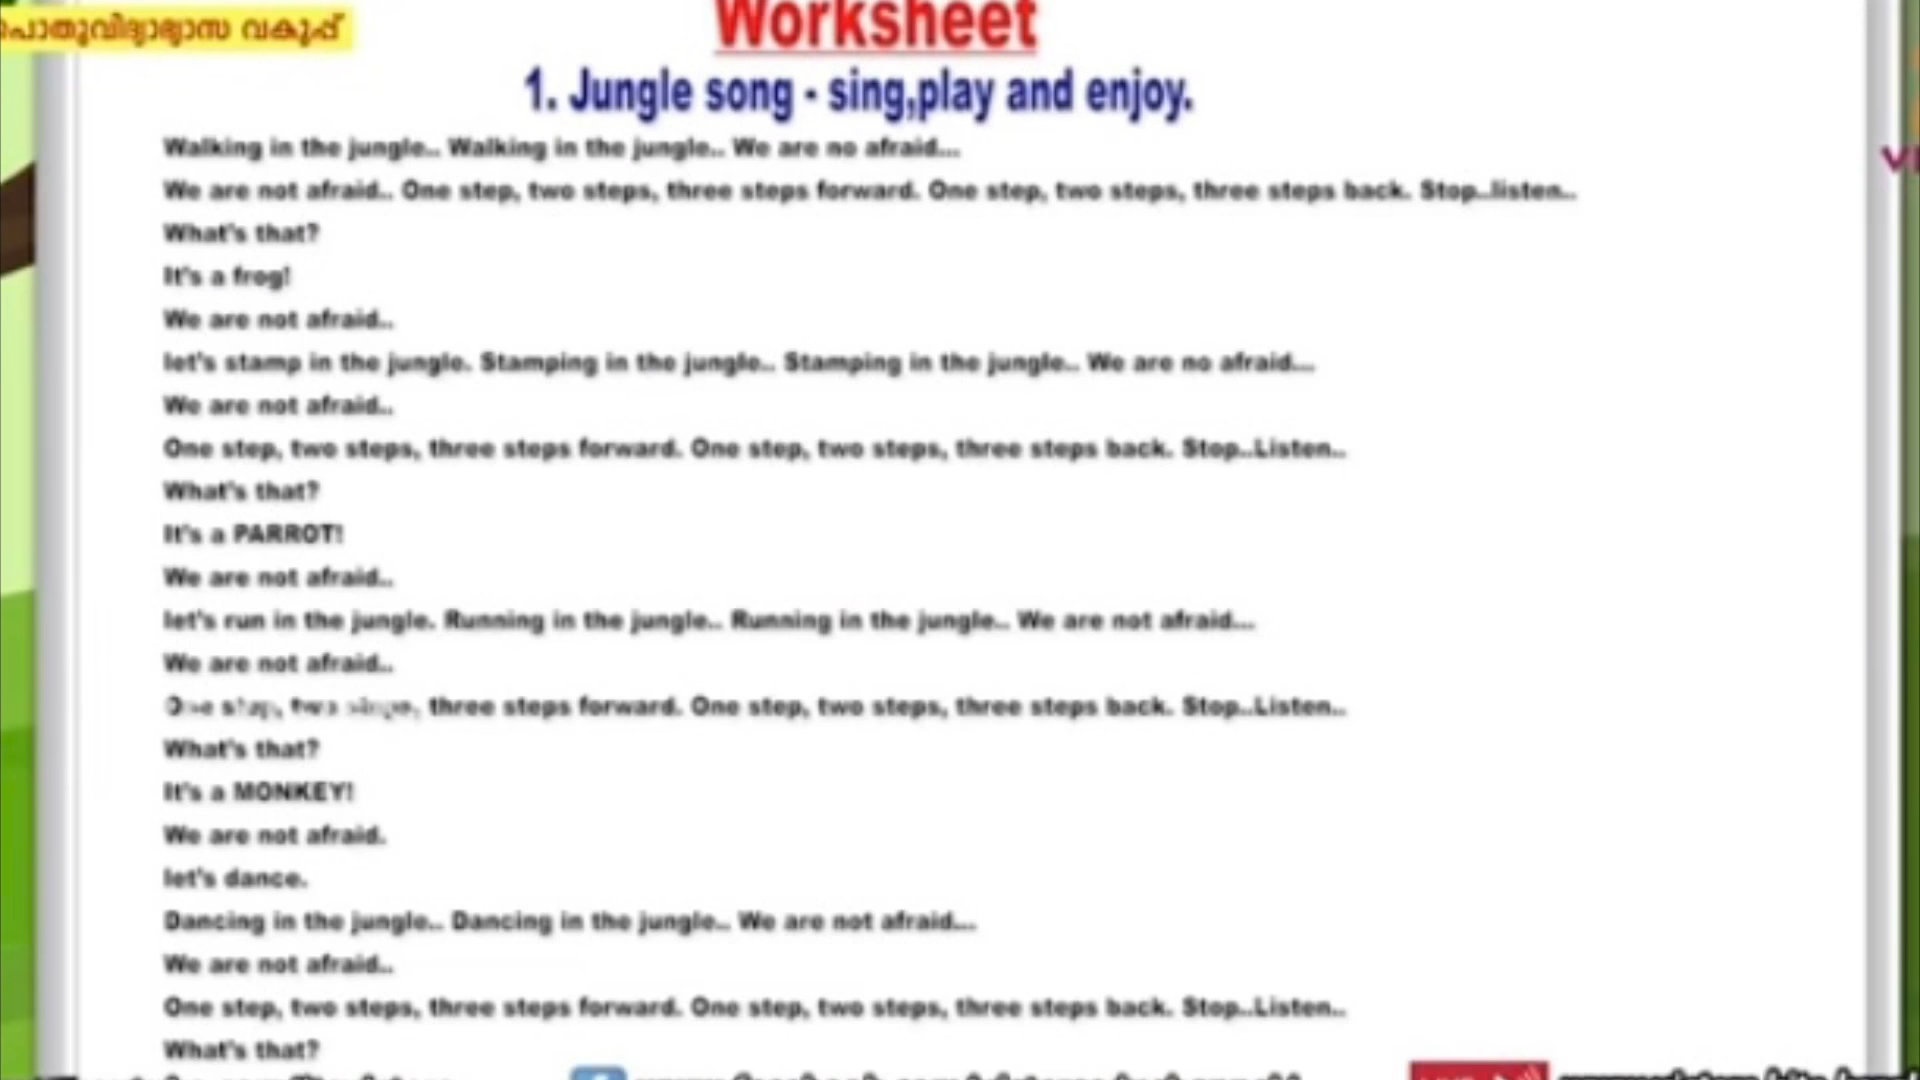 പൊതുവിദ്യാഭ്യാസ വകുപ്പ്
Worksheet
1. Jungle song - sing,play and enjoy.
Walking in the jungle.. Walking in the jungle.. We are no afraid...
We are not afraid.. One step, two steps, three steps forward. One step, two steps, three steps back. Stop..listen..
What's that?
It's a frog!
We are not afraid..
let's stamp in the jungle. Stamping in the jungle.. Stamping in the jungle.. We are no afraid...
We are not afraid..
One step, two steps, three steps forward. One step, two steps, three steps back. Stop..Listen..
What's that?
It's a PARROT!
We are not afraid..
let's run in the jungle. Running in the jungle.. Running in the jungle.. We are not afraid...
We are not afraid..
One step, two steps, three steps forward. One step, two steps, three steps back. Stop..Listen..
What's that?
It's a MONKEY!
We are not afraid.
let's dance.
Dancing in the jungle.. Dancing in the jungle.. We are not afraid...
We are not afraid..
One step, two steps, three steps forward. One step, two steps, three steps back. Stop..Listen..
What's that?